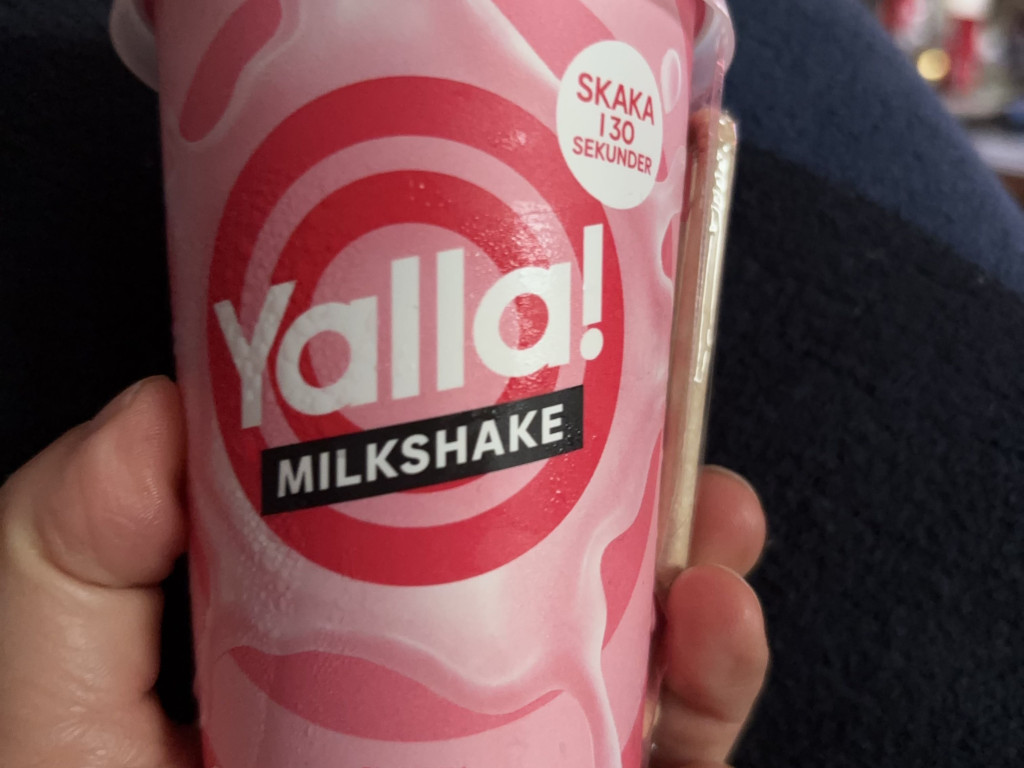 SKAKA
I 30
SEKUNDER
Yalla!
MILKSHAKE